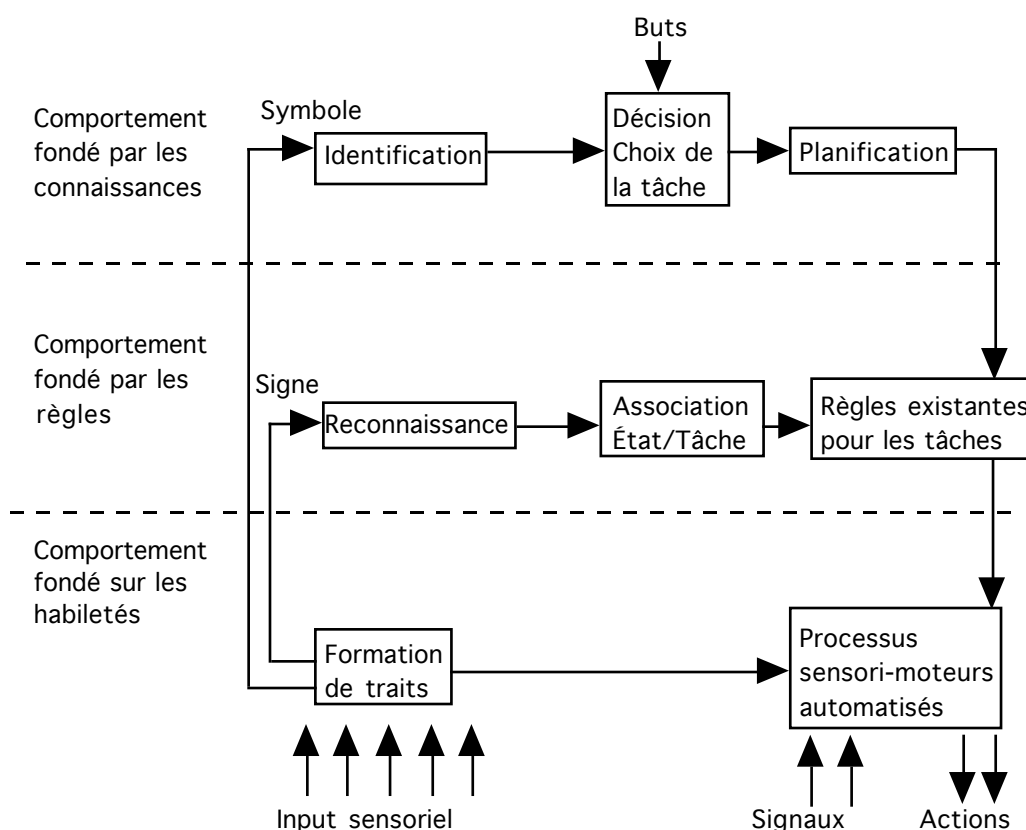 Buts
Comportement
fondé par les
connaissances
Symbole
Identification
Décision
Choix de
la tâche
Planification
Comportement
fondé par les
règles
Signe
Reconnaissance
Association
État/Tâche
Règles existantes
pour les tâches
Comportement
fondé sur les
habiletés
Formation
de traits
Processus
sensori-moteurs
automatisés
Input sensoriel
Signaux
Actions